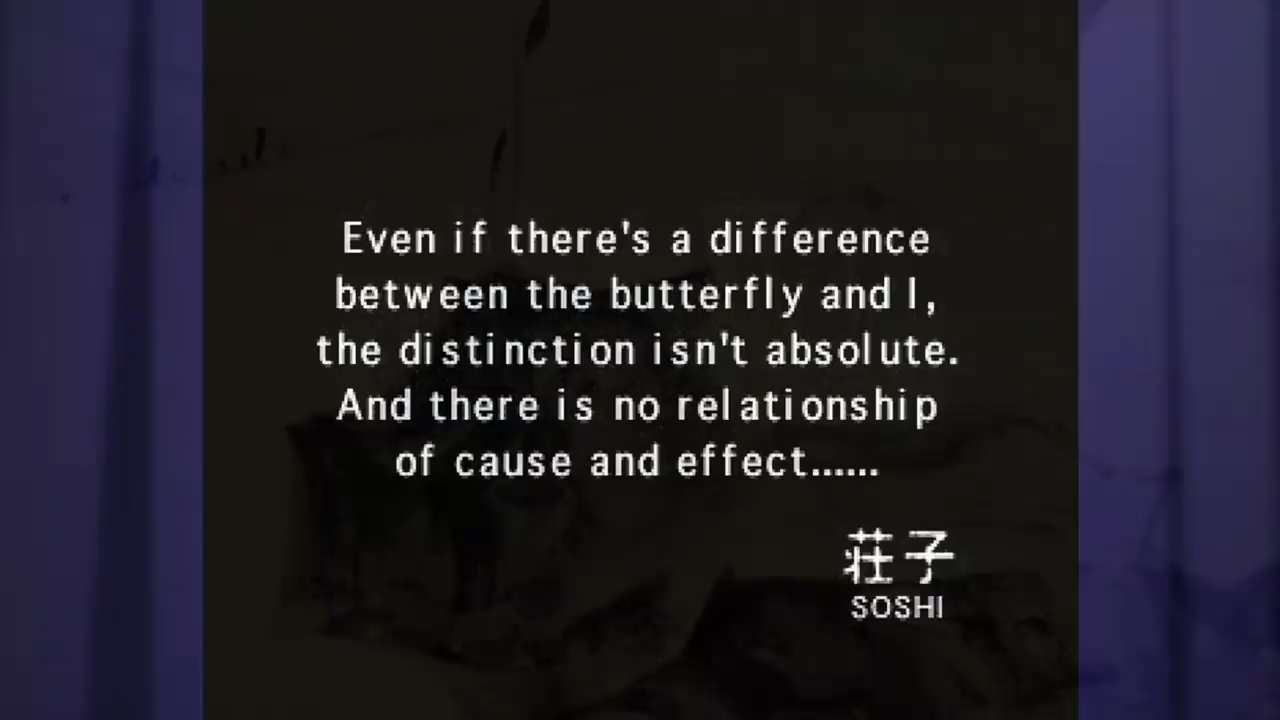 Even if there's a difference
between the butterfly and I,
the distinction isn't absolute.
And there is no relationship
of cause and effect......
荘子
SOSHI